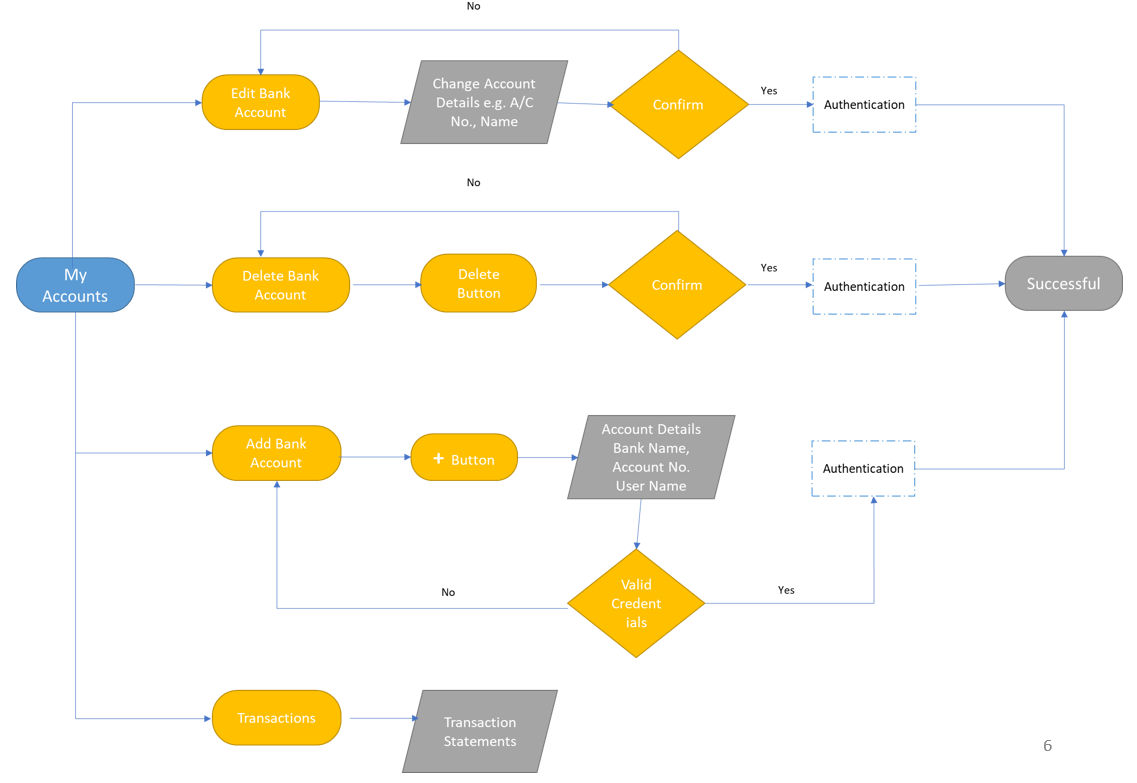 No
Edit Bank
Account
Change Account
Details e.g. A/C
No., Name
Confirm
Yes
Authentication
No
My
Accounts
Delete Bank
Account
Delete
Button
Confirm
Yes
Authentication
Successful
Add Bank
Account
+ Button
Account Details
Bank Name,
Account No.
User Name
Authentication
No
Valid
Credent
ials
Yes
Transactions
Transaction
Statements
6